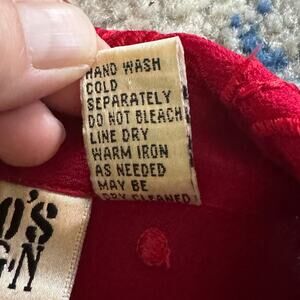 HAND WASH
COLD
SEPARATELY
DO NOT BLEACH
LINE DRY
WARM IRON
AS NEEDED
MAY BE
DRY CLEANED
O'S